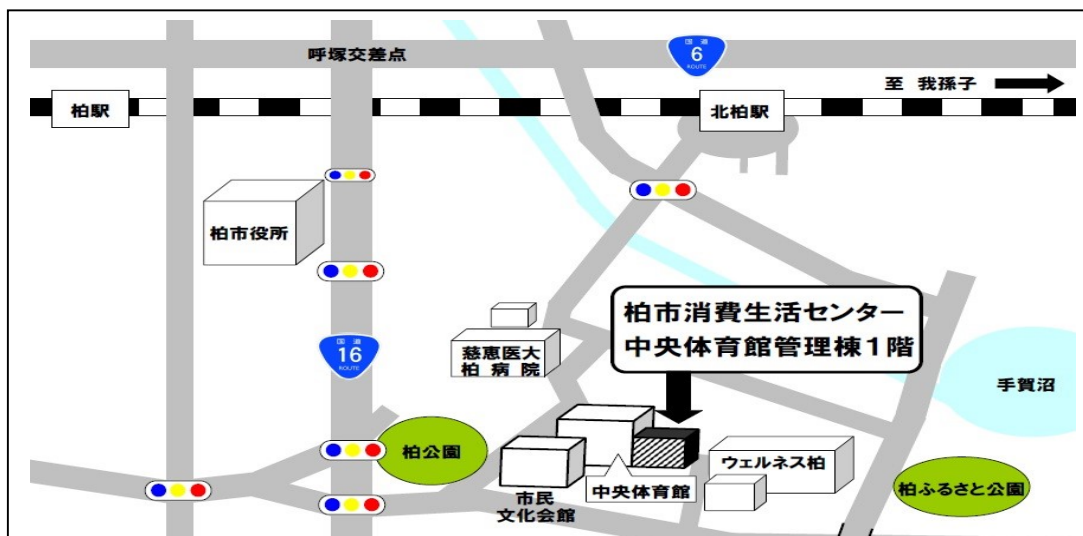 呼塚交差点
国道
6
ROUTE
至 我孫子
柏駅
北柏駅
柏市役所
柏市消費生活センター
中央体育館管理棟1階
国道
16
ROUTE
慈恵医大
柏病院
手賀沼
柏公園
ウェルネス柏
市民
文化会館
中央体育館
柏ふるさと公園